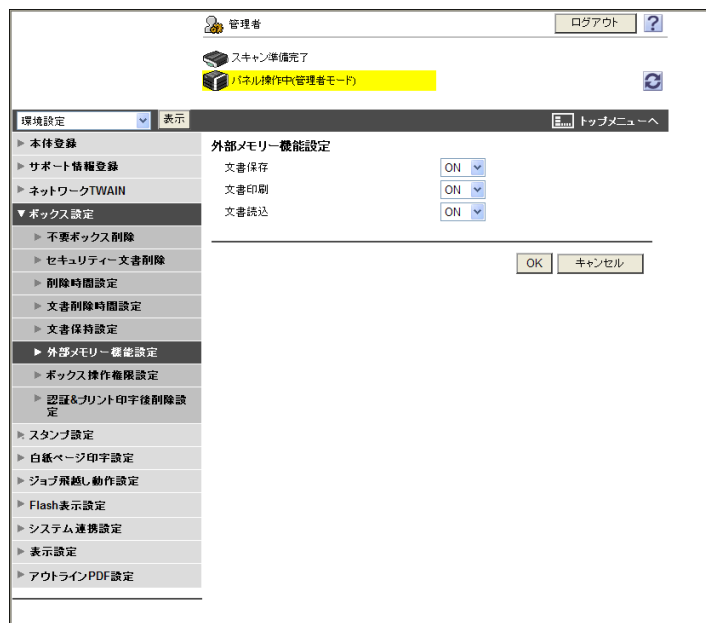 管理者
ログアウト
?
スキャン準備完了
パネル操作中(管理者モード)
環境設定
表示
トップメニューへ
本体登録
サポート情報登録
ネットワークTWAIN
ボックス設定
不要ボックス削除
セキュリティー文書削除
削除時間設定
文書削除時間設定
文書保持設定
外部メモリー機能設定
ボックス操作権限設定
認証&プリント印字後削除設
定
スタンプ設定
白紙ページ印字設定
ジョブ飛越し動作設定
Flash表示設定
システム連携設定
表示設定
アウトラインPDF設定
外部メモリー機能設定
文書保存 ON
文書印刷 ON
文書読込 ON
OK キャンセル